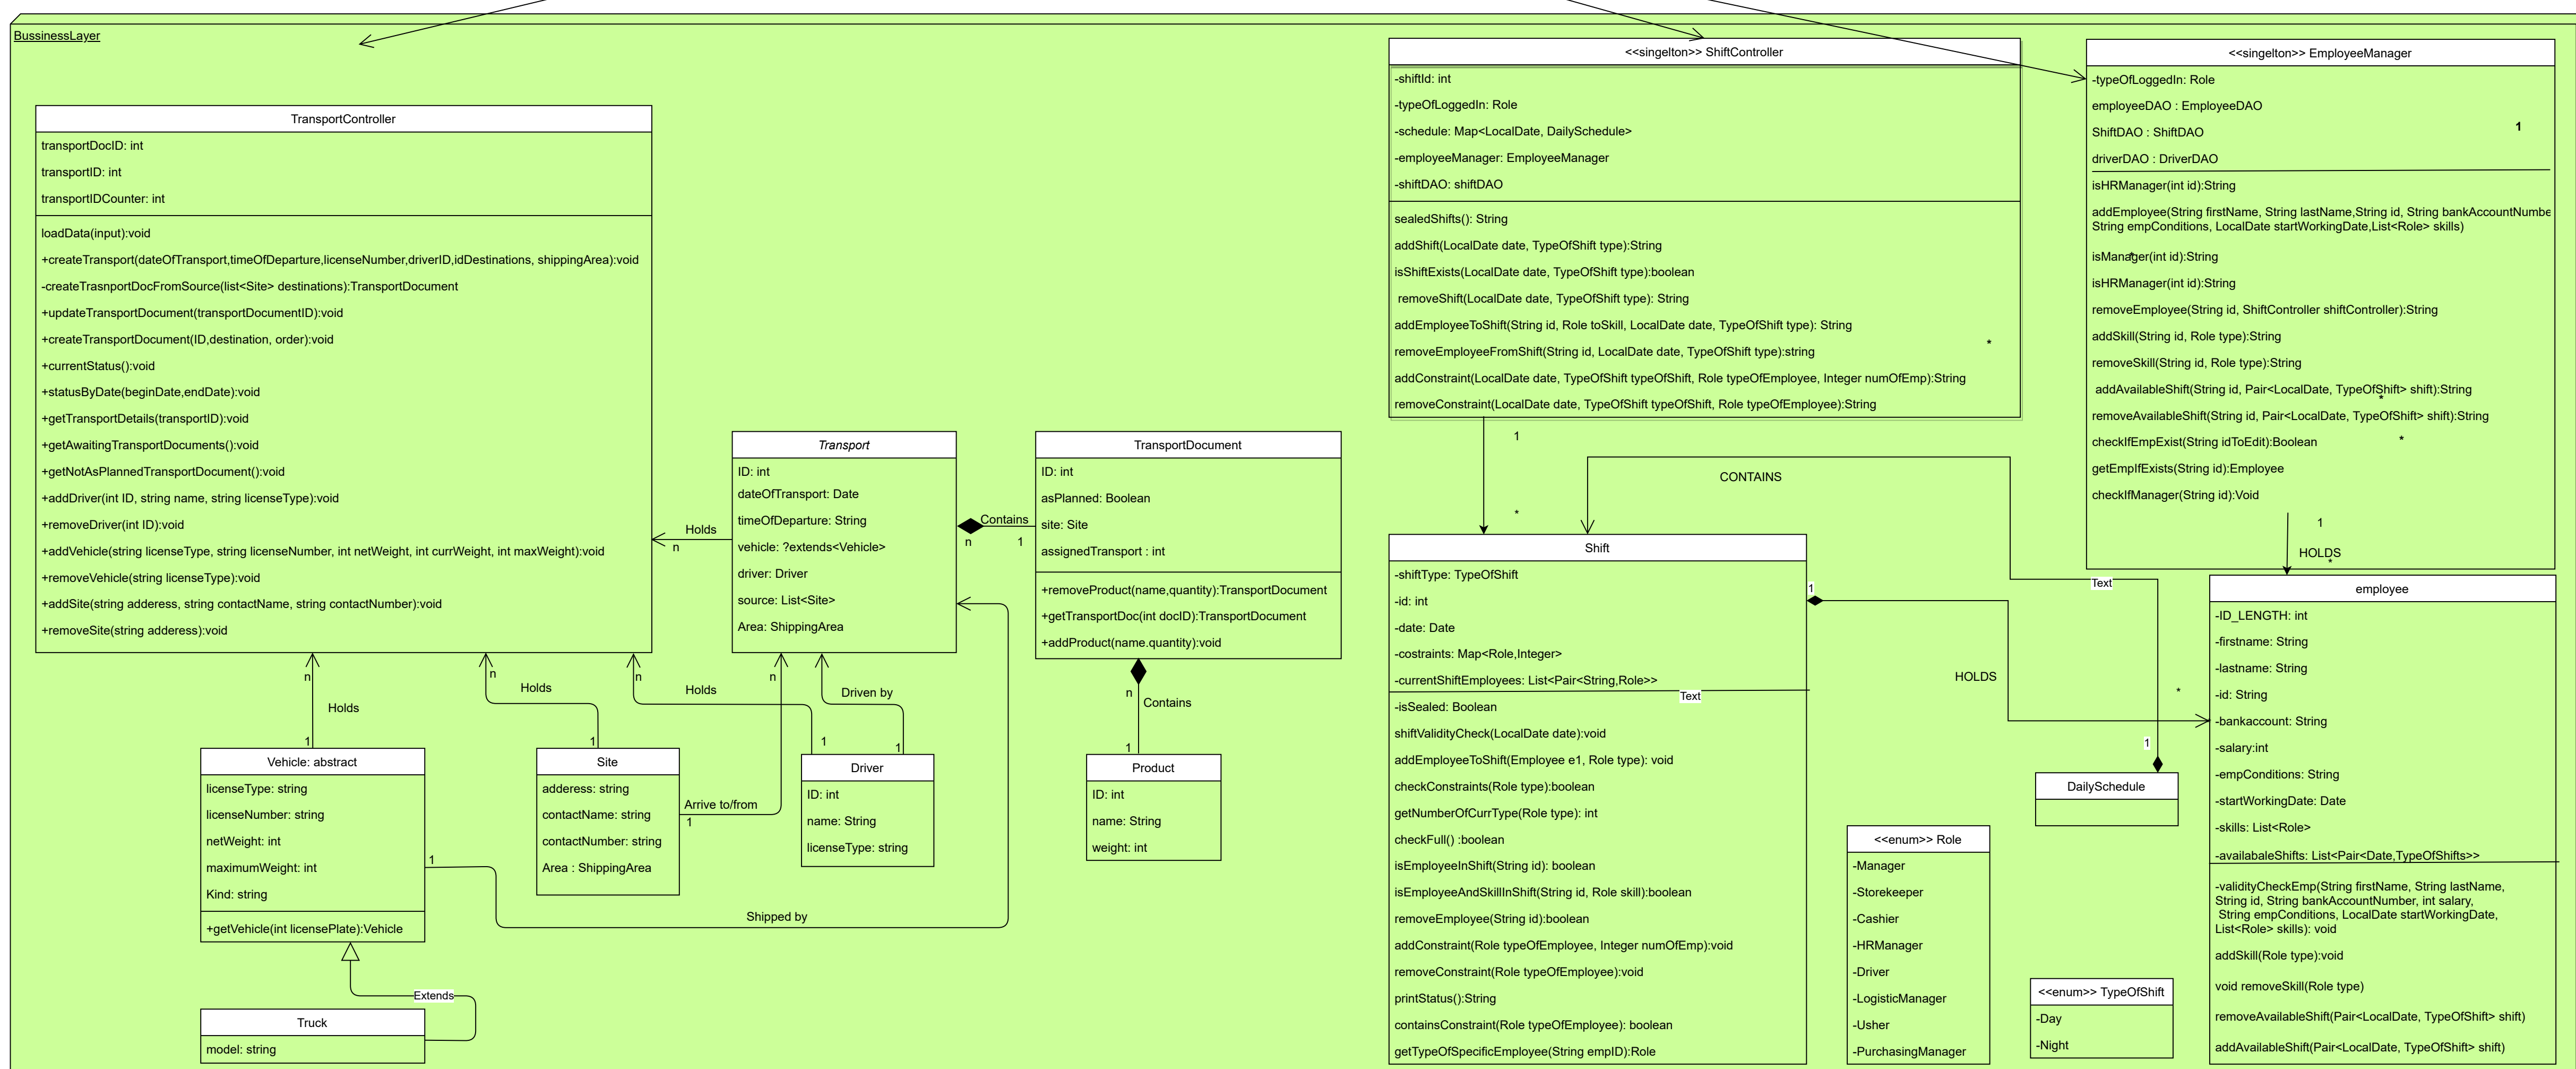 BussinessLayer
TransportController
transportDocID: int
transportID: int
transportIDCounter: int
loadData(input):void
+createTransport(dateOfTransport,timeOfDeparture,licenseNumber,driverID,idDestinations, shippingArea):void
-createTrasnportDocFromSource(list<Site> destinations):TransportDocument
+updateTransportDocument(transportDocumentID):void
+createTransportDocument(ID,destination, order):void
+currentStatus():void
+statusByDate(beginDate,endDate):void
+getTransportDetails(transportID):void
+getAwaitingTransportDocuments():void
+getNotAsPlannedTransportDocument():void
+addDriver(int ID, string name, string licenseType):void
+removeDriver(int ID):void
+addVehicle(string licenseType, string licenseNumber, int netWeight, int currWeight, int maxWeight):void
+removeVehicle(string licenseType):void
+addSite(string adderess, string contactName, string contactNumber):void
+removeSite(string adderess):void
Holds
n
Transport
ID: int
dateOfTransport: Date
timeOfDeparture: String
vehicle: ?extends<Vehicle>
driver: Driver
source: List<Site>
Area: ShippingArea
Contains
n
1
TransportDocument
ID: int
asPlanned: Boolean
site: Site
assignedTransport : int
+removeProduct(name,quantity):TransportDocument
+getTransportDoc(int docID):TransportDocument
+addProduct(name.quantity):void
n
Holds
1
n
Holds
1
n
Holds
1
n
Arrive to/from
1
Driven by
1
n
Contains
1
Vehicle: abstract
licenseType: string
licenseNumber: string
netWeight: int
maximumWeight: int
Kind: string
+getVehicle(int licensePlate):Vehicle
1
Shipped by
Site
adderess: string
contactName: string
contactNumber: string
Area : ShippingArea
Driver
ID: int
name: String
licenseType: string
Product
ID: int
name: String
weight: int
Extends
Truck
model: string
<<singelton>> ShiftController
-shiftId: int
-typeOfLoggedIn: Role
-schedule: Map<LocalDate, DailySchedule>
-employeeManager: EmployeeManager
-shiftDAO: shiftDAO
sealedShifts(): String
addShift(LocalDate date, TypeOfShift type):String
isShiftExists(LocalDate date, TypeOfShift type):boolean
removeShift(LocalDate date, TypeOfShift type): String
addEmployeeToShift(String id, Role toSkill, LocalDate date, TypeOfShift type): String
*
removeEmployeeFromShift(String id, LocalDate date, TypeOfShift type):string
addConstraint(LocalDate date, TypeOfShift typeOfShift, Role typeOfEmployee, Integer numOfEmp):String
removeConstraint(LocalDate date, TypeOfShift typeOfShift, Role typeOfEmployee):String
1
*
CONTAINS
Text
1
Shift
-shiftType: TypeOfShift
-id: int
-date: Date
-costraints: Map<Role,Integer>
-currentShiftEmployees: List<Pair<String,Role>>
Text
-isSealed: Boolean
shiftValidityCheck(LocalDate date):void
addEmployeeToShift(Employee e1, Role type): void
checkConstraints(Role type):boolean
getNumberOfCurrType(Role type): int
checkFull() :boolean
isEmployeeInShift(String id): boolean
isEmployeeAndSkillInShift(String id, Role skill):boolean
removeEmployee(String id):boolean
addConstraint(Role typeOfEmployee, Integer numOfEmp):void
removeConstraint(Role typeOfEmployee):void
printStatus():String
containsConstraint(Role typeOfEmployee): boolean
getTypeOfSpecificEmployee(String empID):Role
1
HOLDS
*
DailySchedule
<<enum>> Role
-Manager
-Storekeeper
-Cashier
-HRManager
-Driver
-LogisticManager
-Usher
-PurchasingManager
<<enum>> TypeOfShift
-Day
-Night
<<singelton>> EmployeeManager
-typeOfLoggedIn: Role
employeeDAO : EmployeeDAO
1
ShiftDAO : ShiftDAO
driverDAO : DriverDAO
isHRManager(int id):String
addEmployee(String firstName, String lastName,String id, String bankAccountNumbe
String empConditions, LocalDate startWorkingDate,List<Role> skills)
*
isManager(int id):String
isHRManager(int id):String
removeEmployee(String id, ShiftController shiftController):String
addSkill(String id, Role type):String
removeSkill(String id, Role type):String
addAvailableShift(String id, Pair<LocalDate, TypeOfShift> shift):String
*
removeAvailableShift(String id, Pair<LocalDate, TypeOfShift> shift):String
checkIfEmpExist(String idToEdit):Boolean
*
getEmpIfExists(String id):Employee
checkIfManager(String id):Void
1
HOLDS
*
employee
-ID_LENGTH: int
-firstname: String
-lastname: String
-id: String
-bankaccount: String
-salary:int
-empConditions: String
-startWorkingDate: Date
-skills: List<Role>
-availabaleShifts: List<Pair<Date,TypeOfShifts>>
-validityCheckEmp(String firstName, String lastName,
String id, String bankAccountNumber, int salary,
String empConditions, LocalDate startWorkingDate,
List<Role> skills): void
addSkill(Role type):void
void removeSkill(Role type)
removeAvailableShift(Pair<LocalDate, TypeOfShift> shift)
addAvailableShift(Pair<LocalDate, TypeOfShift> shift)